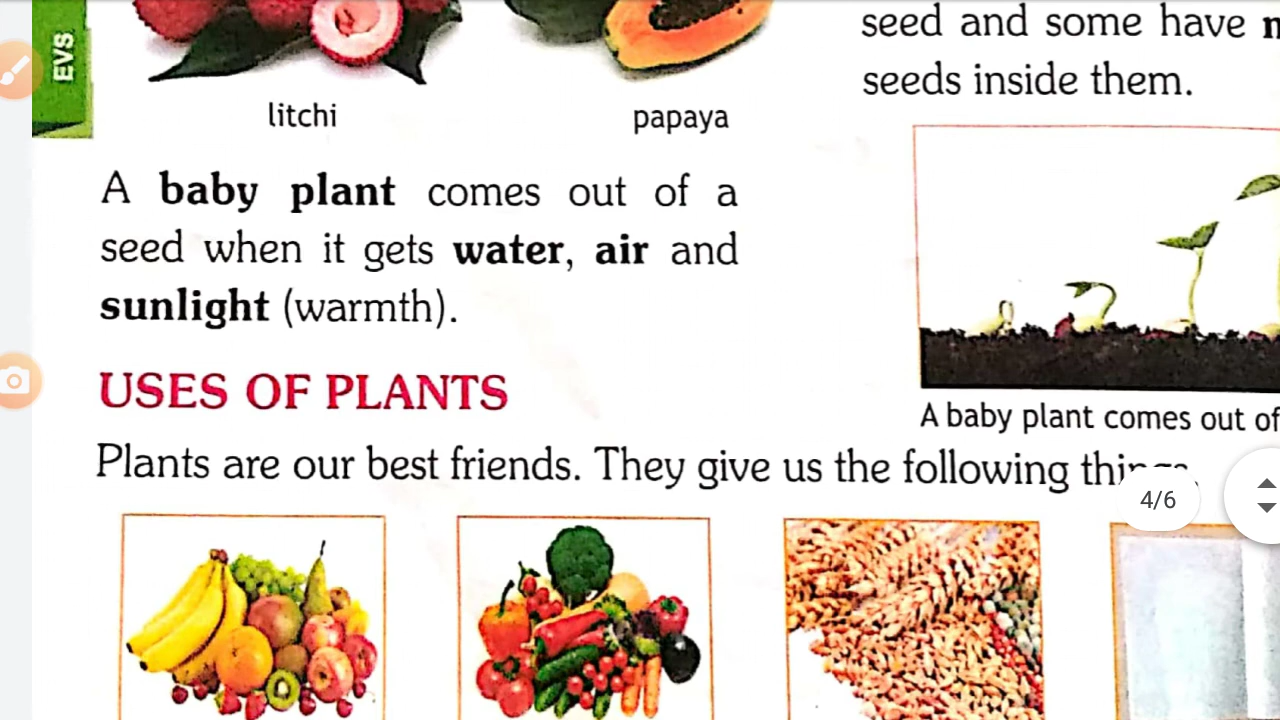 EVS
litchi
papaya
A baby plant comes out of a
seed when it gets water, air and
sunlight (warmth).
seed and some have
seeds inside them.
A baby plant comes out of
USES OF PLANTS
Plants are our best friends. They give us the following things.
4/6